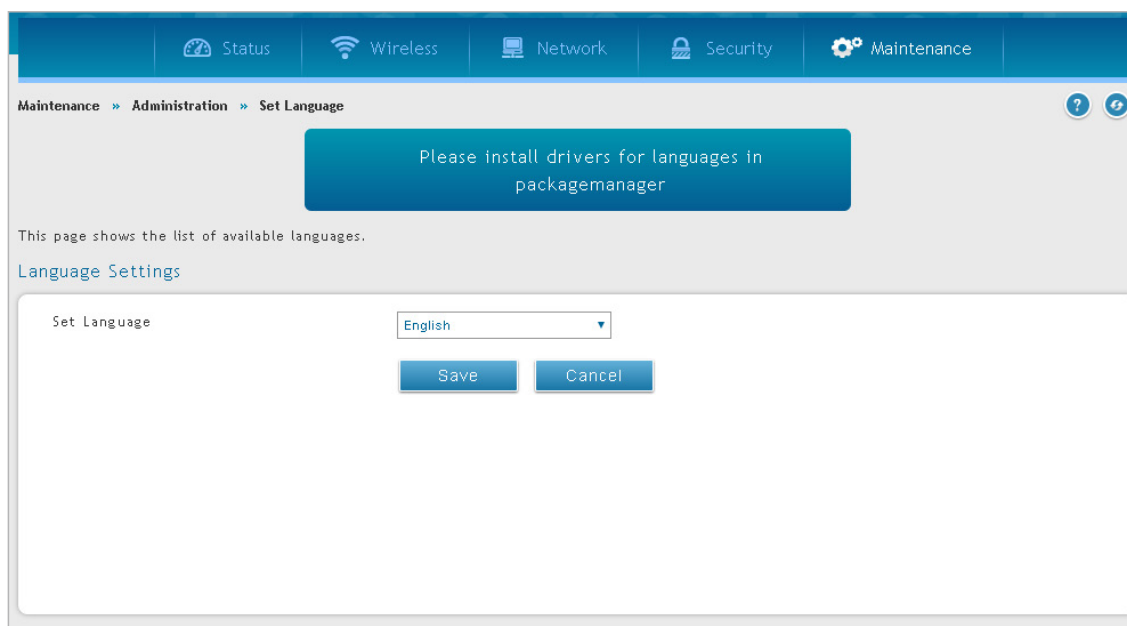 Status Wireless Network Security Maintenance
Maintenance » Administration » Set Language
?
Please install drivers for languages in
packagemanager
This page shows the list of available languages.
Language Settings
Set Language English
Save Cancel